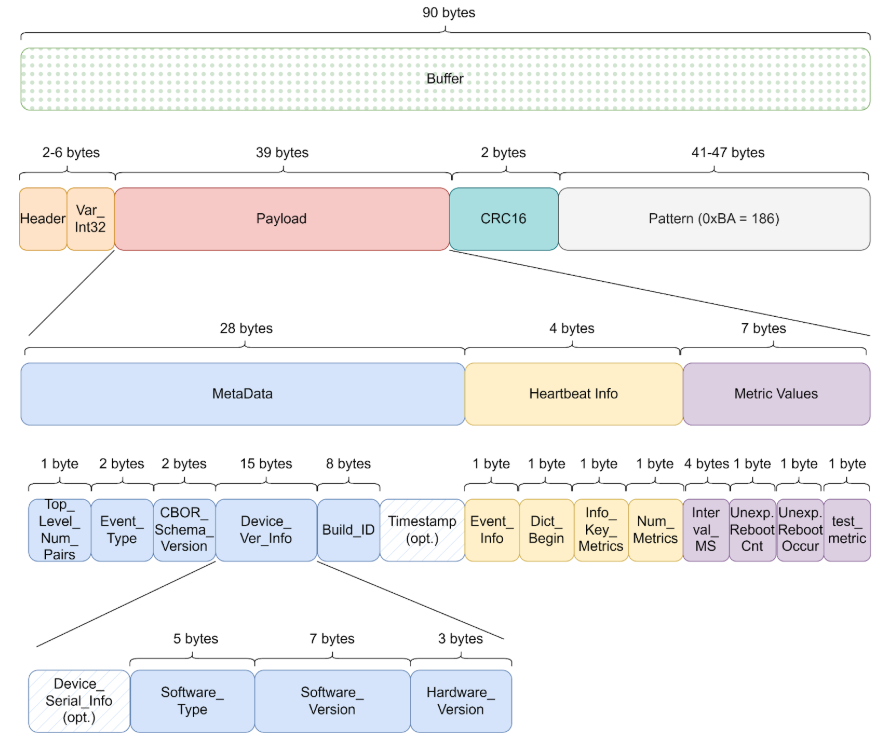 90 bytes
Buffer
2-6 bytes
39 bytes
2 bytes
41-47 bytes
Header
Var_
Int32
Payload
CRC16
Pattern (0xBA = 186)
28 bytes
4 bytes
7 bytes
MetaData
Heartbeat Info
Metric Values
1 byte
2 bytes
2 bytes
15 bytes
8 bytes
1 byte
1 byte
1 byte
1 byte
4 bytes
1 byte
1 byte
1 byte
Top_
Level_
Num_
Pairs
Event_
Type
CBOR_
Schema_
Version
Device_
Ver_Info
Build_ID
Timestamp
(opt.)
Event_
Info
Dict_
Begin
Info_
Key_
Metrics
Num_
Metrics
Inter
val_
MS
Unexp.
Reboot
Cnt
Unexp.
Reboot
Occur
test_
metric
5 bytes
7 bytes
3 bytes
Device_
Serial_Info
(opt.)
Software_
Type
Software_
Version
Hardware_
Version